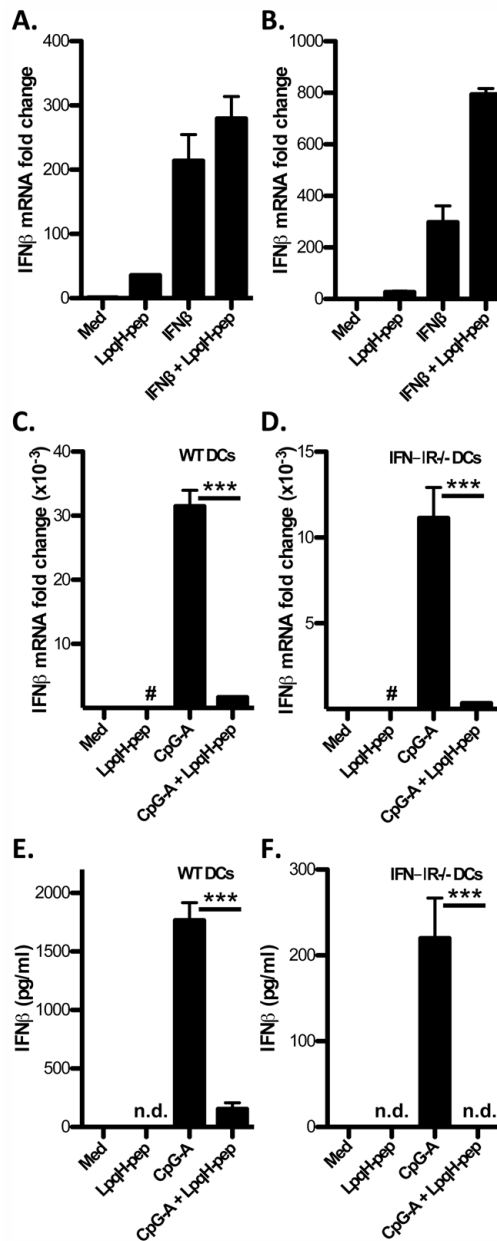 A.
IFNβ mRNA fold change
400
300
200
100
0
Med
LpqH-pep
IFNβ
IFNβ + LpqH-pep
B.
IFNβ mRNA fold change
1000
800
600
400
200
0
Med
LpqH-pep
IFNβ
IFNβ + LpqH-pep
C.
WT DCs
IFNβ mRNA fold change (x10-3)
40
30
20
10
***
#
Med
LpqH-pep
CpG-A
CpG-A + LpqH-pep
D.
IFN-IR-/- DCs
IFNβ mRNA fold change (x10-3)
15
10
5
***
#
Med
LpqH-pep
CpG-A
CpG-A + LpqH-pep
E.
WT DCs
IFNβ (pg/ml)
2000
1500
1000
500
0
***
n.d.
Med
LpqH-pep
CpG-A
CpG-A + LpqH-pep
F.
IFN-IR-/- DCs
IFNβ (pg/ml)
300
200
100
0
***
n.d.
n.d.
Med
LpqH-pep
CpG-A
CpG-A + LpqH-pep